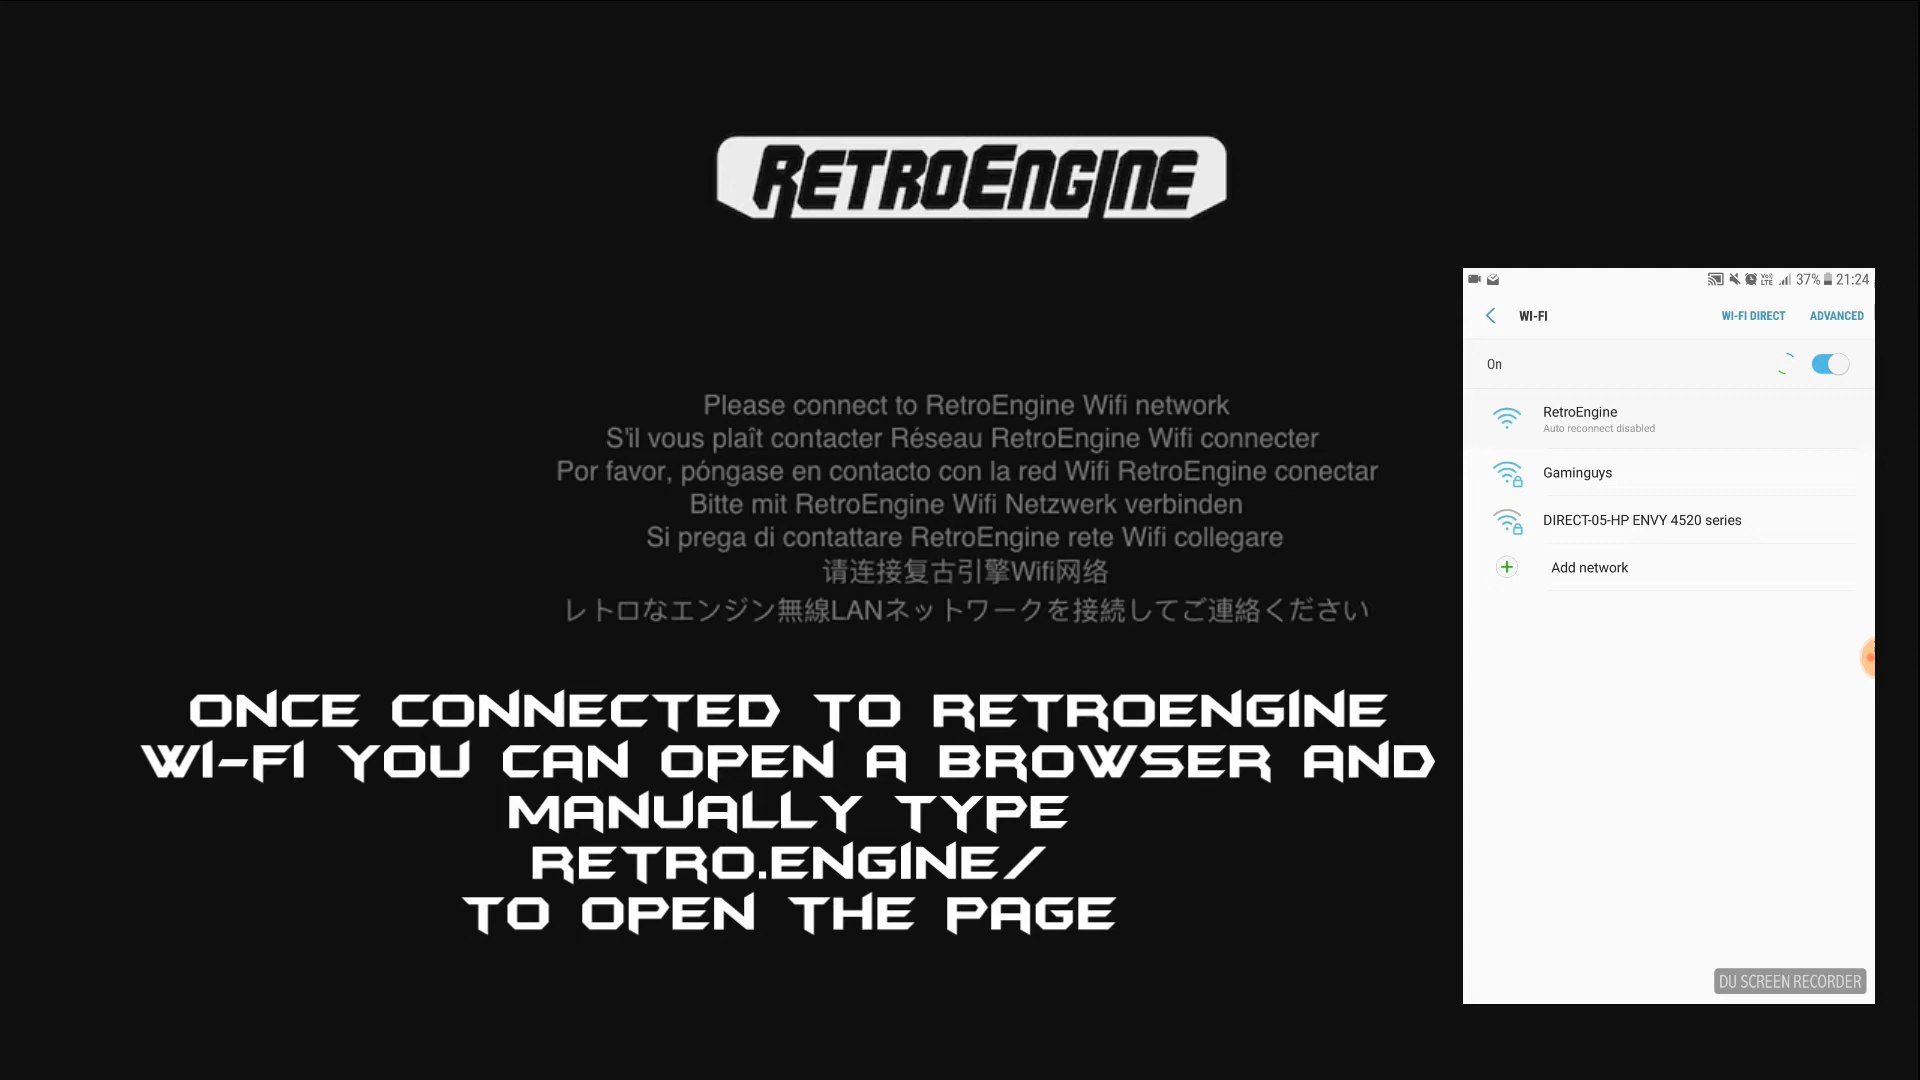 RETROENGINE
Please connect to RetroEngine Wifi network
S'il vous plaît contacter Réseau RetroEngine Wifi connecter
Por favor, póngase en contacto con la red Wifi RetroEngine conectar
Bitte mit RetroEngine Wifi Netzwerk verbinden
Si prega di contattare RetroEngine rete Wifi collegare
请连接复古引擎Wifi网络
レトロなエンジン無線LANネットワークを接続してご連絡ください
ONCE CONNECTED TO RETROENGINE
WI-FI YOU CAN OPEN A BROWSER AND
MANUALLY TYPE
RETRO.ENGINE/
TO OPEN THE PAGE
37% 21:24
WI-FI WI-FI DIRECT ADVANCED
On
RetroEngine
Auto reconnect disabled
Gaminguys
DIRECT-05-HP ENVY 4520 series
Add network
DU SCREEN RECORDER